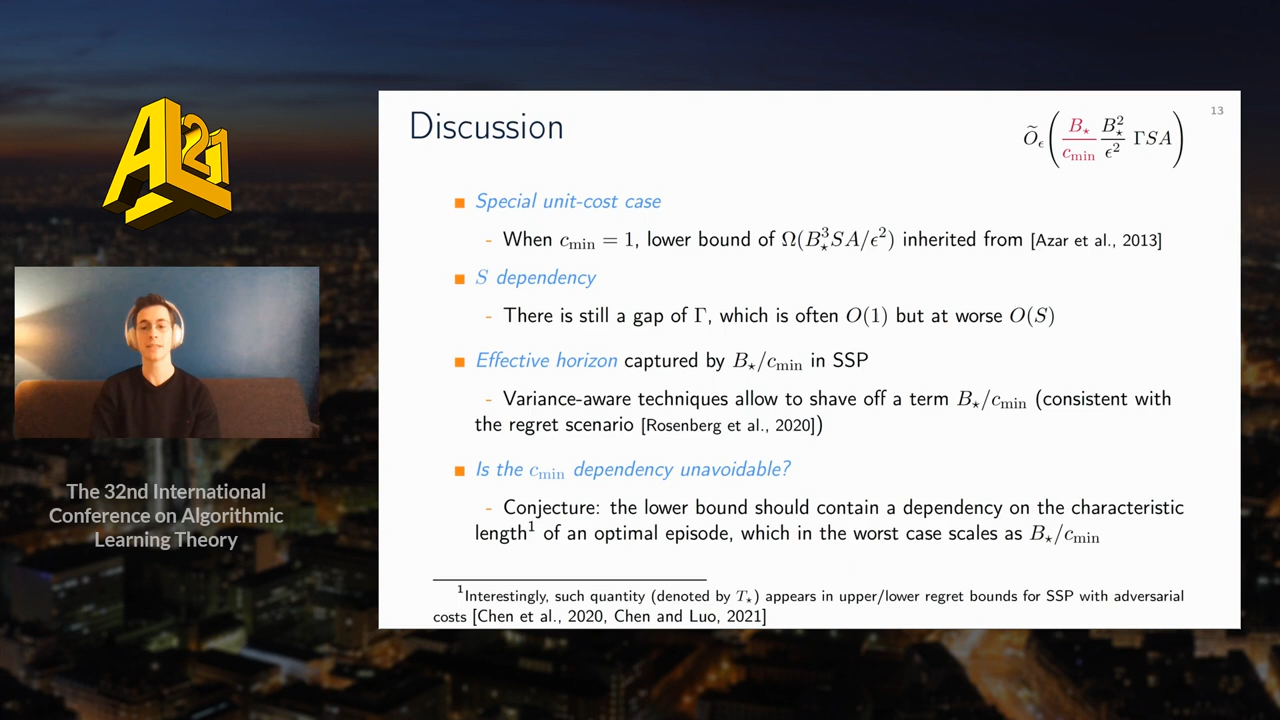 AL21
The 32nd International
Conference on Algorithmic
Learning Theory
13
Discussion
Õ_ϵ( B⋆/c_min B⋆²/ϵ² ΓSA )
Special unit-cost case
- When c_min = 1, lower bound of Ω(B⋆³SA/ϵ²) inherited from [Azar et al., 2013]
S dependency
- There is still a gap of Γ, which is often O(1) but at worse O(S)
Effective horizon captured by B⋆/c_min in SSP
- Variance-aware techniques allow to shave off a term B⋆/c_min (consistent with
the regret scenario [Rosenberg et al., 2020])
Is the c_min dependency unavoidable?
- Conjecture: the lower bound should contain a dependency on the characteristic
length¹ of an optimal episode, which in the worst case scales as B⋆/c_min
¹Interestingly, such quantity (denoted by T⋆) appears in upper/lower regret bounds for SSP with adversarial
costs [Chen et al., 2020, Chen and Luo, 2021]